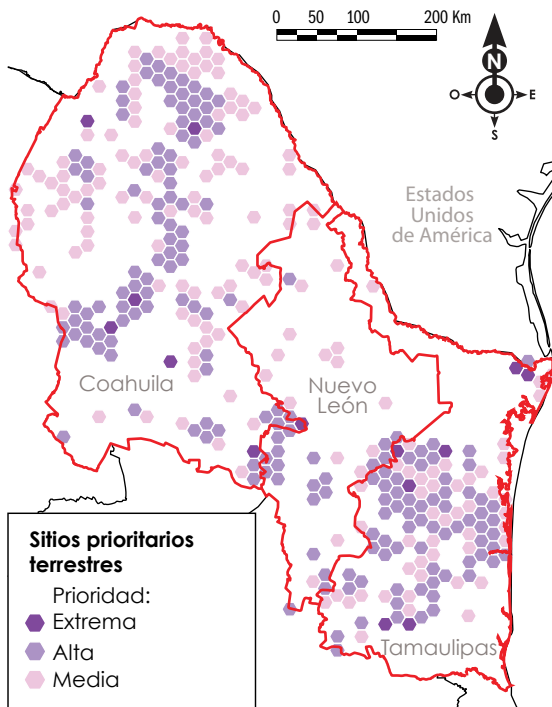 0 50 100 200 Km
N
O E
S
Estados
Unidos
de América
Coahuila
Nuevo
León
Tamaulipas
Sitios prioritarios
terrestres
Prioridad:
Extrema
Alta
Media